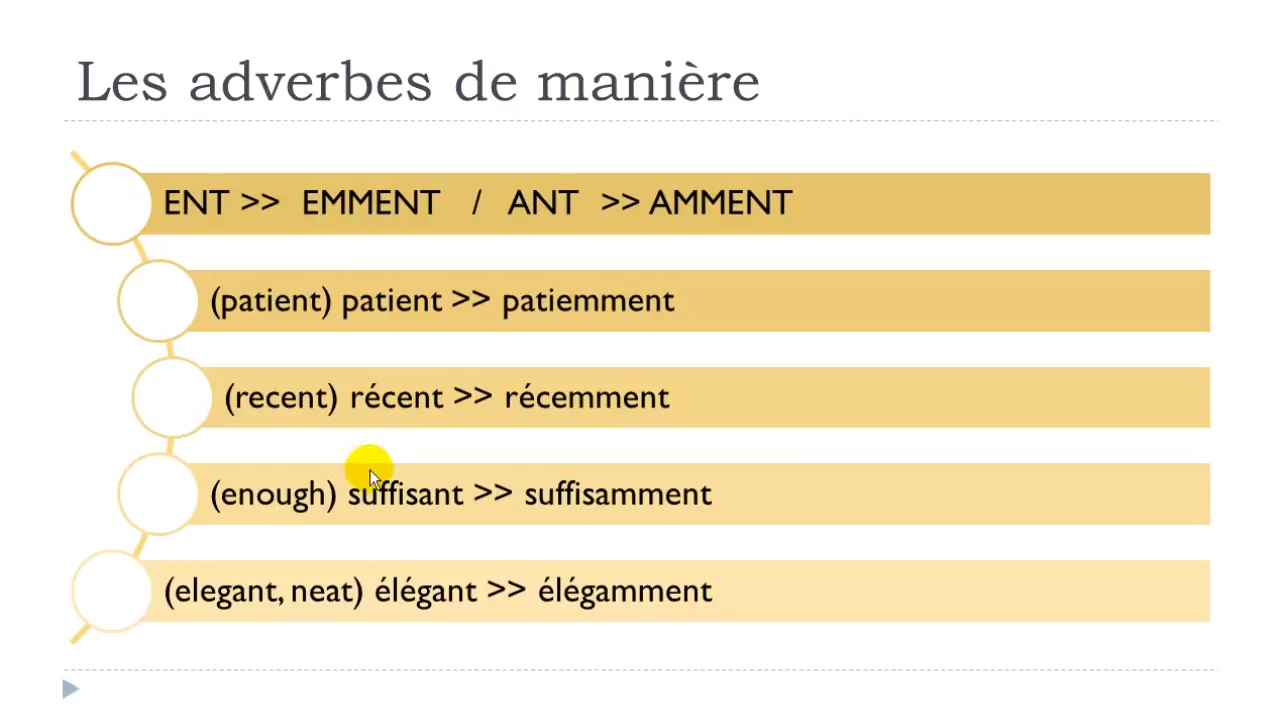 Les adverbes de manière
ENT >> EMMENT / ANT >> AMMENT
(patient) patient >> patiemment
(recent) récent >> récemment
(enough) suffisant >> suffisamment
(elegant, neat) élégant >> élégamment